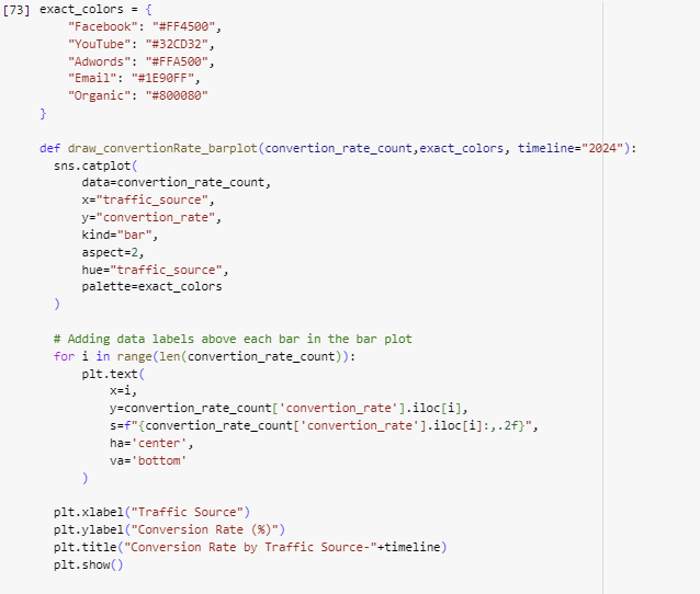 [73] exact_colors = {
"Facebook": "#FF4500",
"YouTube": "#32CD32",
"Adwords": "#FFA500",
"Email": "#1E90FF",
"Organic": "#800080"
}
def draw_convertionRate_barplot(convertion_rate_count,exact_colors, timeline="2024"):
sns.catplot(
data=convertion_rate_count,
x="traffic_source",
y="convertion_rate",
kind="bar",
aspect=2,
hue="traffic_source",
palette=exact_colors
)
# Adding data labels above each bar in the bar plot
for i in range(len(convertion_rate_count)):
plt.text(
x=i,
y=convertion_rate_count['convertion_rate'].iloc[i],
s=f"{convertion_rate_count['convertion_rate'].iloc[i]:,.2f}",
ha='center',
va='bottom'
)
plt.xlabel("Traffic Source")
plt.ylabel("Conversion Rate (%)")
plt.title("Conversion Rate by Traffic Source-"+timeline)
plt.show()